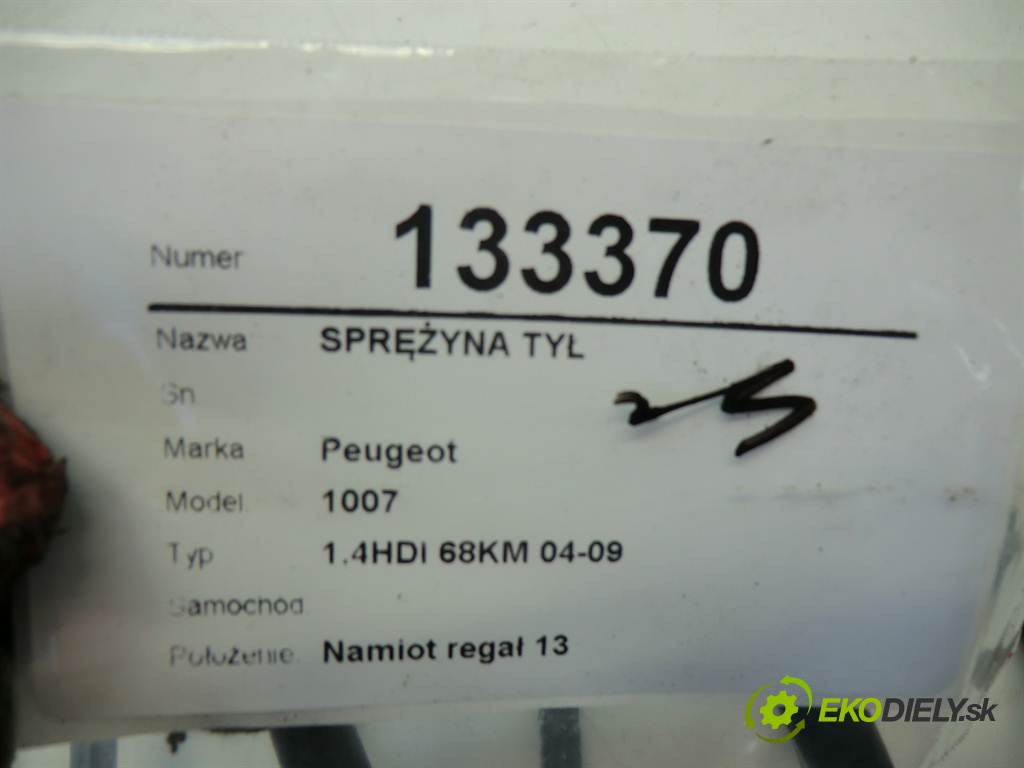 Numer 133370
Nazwa SPRĘŻYNA TYŁ
Sn
Marka Peugeot
Model 1007
Typ 1.4HDI 68KM 04-09
Samochód
Położenie Namiot regał 13
EKODIELY.sk